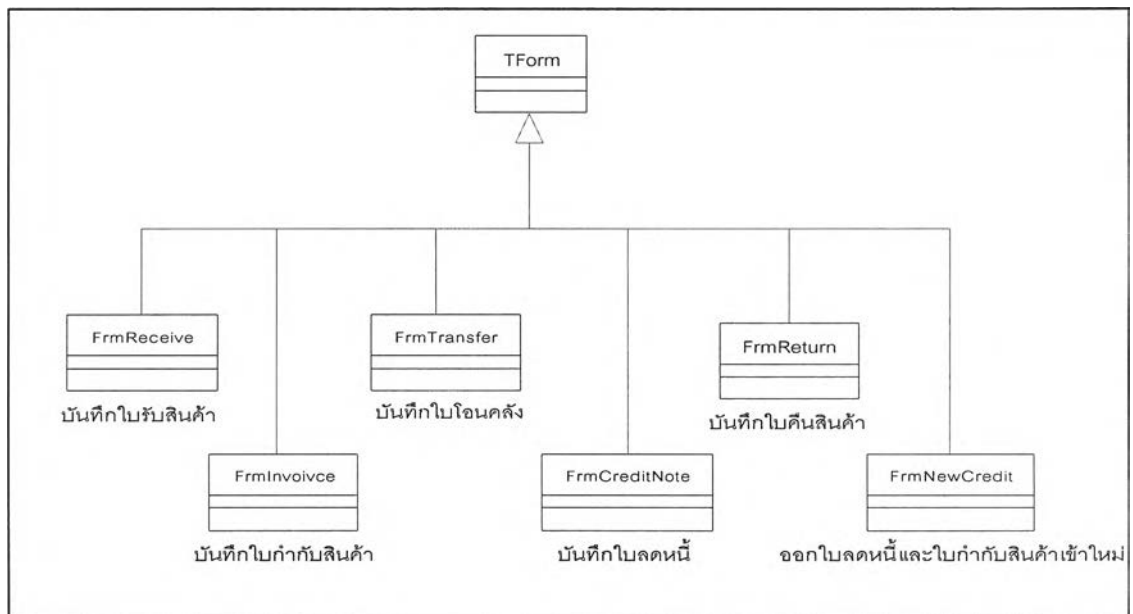 TForm
FrmReceive
บันทึกใบรับสินค้า
FrmTransfer
บันทึกใบโอนคลัง
FrmReturn
บันทึกใบคืนสินค้า
FrmInvoivce
บันทึกใบกำกับสินค้า
FrmCreditNote
บันทึกใบลดหนี้
FrmNewCredit
ออกใบลดหนี้และใบกำกับสินค้าเข้าใหม่